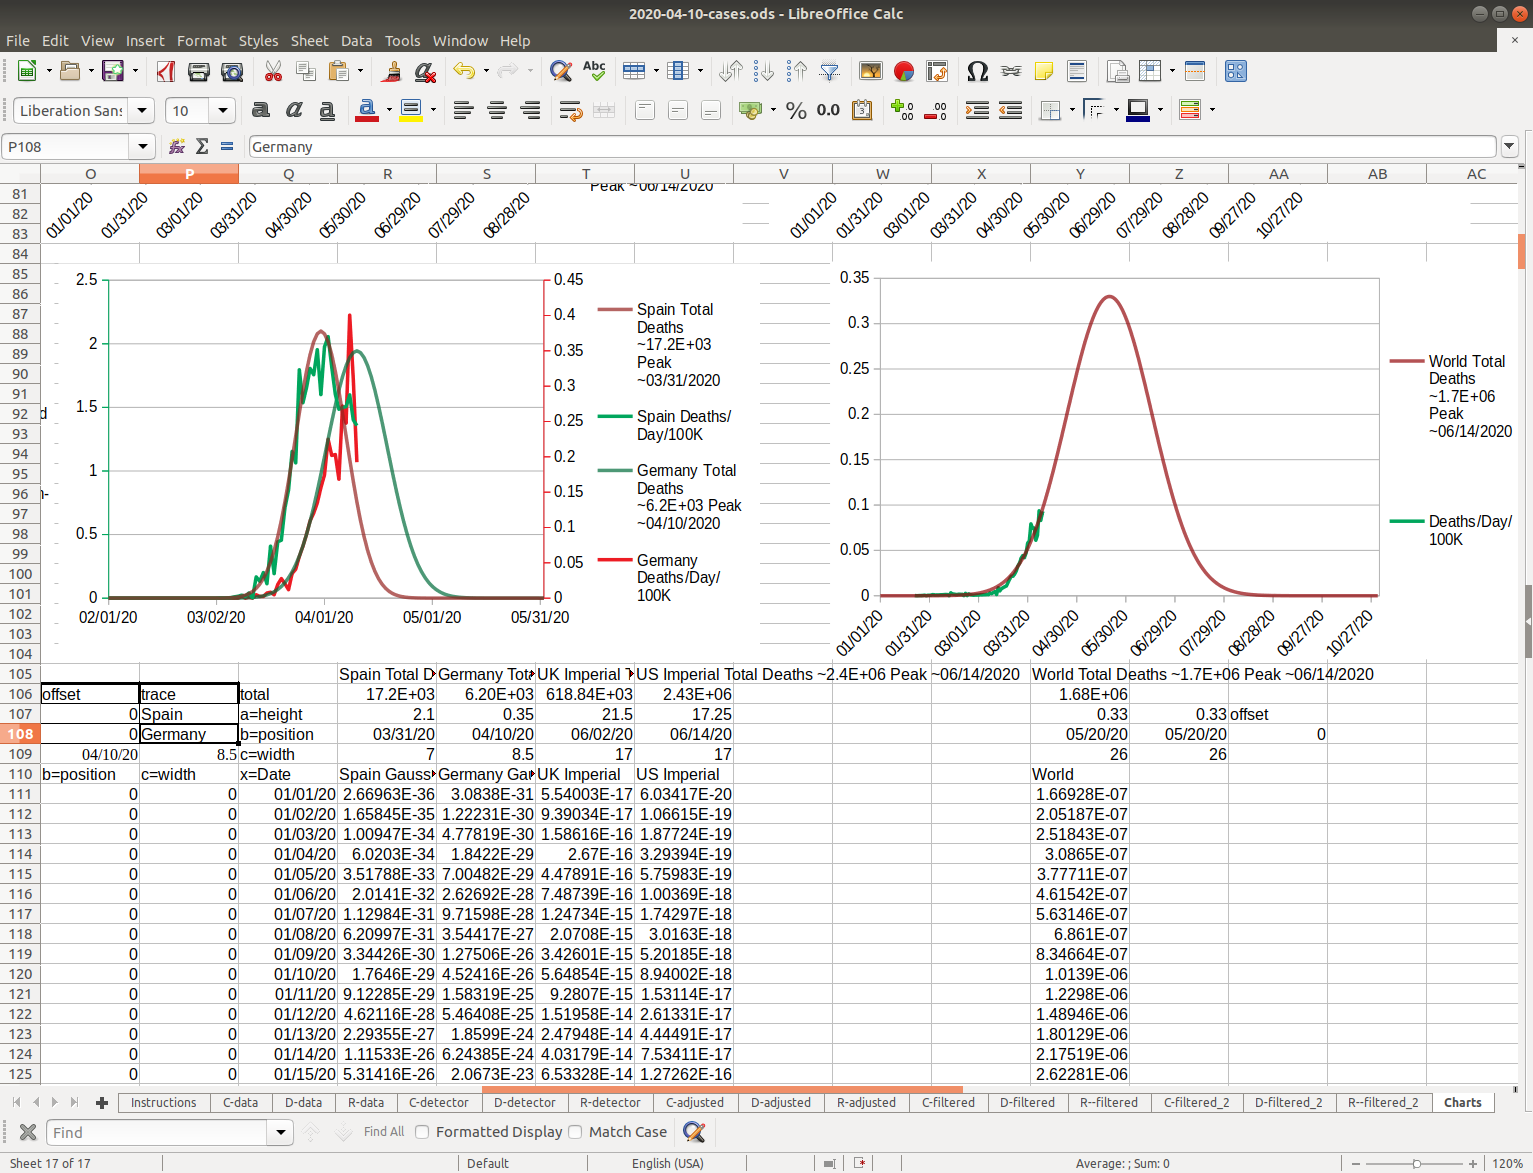 2020-04-10-cases.ods - LibreOffice Calc
File Edit View Insert Format Styles Sheet Data Tools Window Help
Liberation Sans 10
P108 Germany
O P Q R S T U V W X Y Z AA AB AC
Peak ~06/14/2020
81
82
83
01/01/20 01/31/20 03/01/20 03/31/20 04/30/20 05/30/20 06/29/20 07/29/20 08/28/20
01/01/20 01/31/20 03/01/20 03/31/20 04/30/20 05/30/20 06/29/20 07/29/20 08/28/20 09/27/20 10/27/20
84
85
86
87
88
89
90
91
92 d
93
94
95
96 n-
97
98
99
100
101
102
103
104
2.5
2
1.5
1
0.5
0
0.45
0.4
0.35
0.3
0.25
0.2
0.15
0.1
0.05
0
02/01/20 03/02/20 04/01/20 05/01/20 05/31/20
Spain Total
Deaths
~17.2E+03
Peak
~03/31/2020
Spain Deaths/
Day/100K
Germany Total
Deaths
~6.2E+03 Peak
~04/10/2020
Germany
Deaths/Day/
100K
0.35
0.3
0.25
0.2
0.15
0.1
0.05
0
01/01/20 01/31/20 03/01/20 03/31/20 04/30/20 05/30/20 06/29/20 07/29/20 08/28/20 09/27/20 10/27/20
World Total
Deaths
~1.7E+06
Peak
~06/14/2020
Deaths/Day/
100K
105 Spain Total D Germany Tota UK Imperial T US Imperial Total Deaths ~2.4E+06 Peak ~06/14/2020 World Total Deaths ~1.7E+06 Peak ~06/14/2020
106 offset trace total 17.2E+03 6.20E+03 618.84E+03 2.43E+06 1.68E+06
107 0 Spain a=height 2.1 0.35 21.5 17.25 0.33 0.33 offset
108 0 Germany b=position 03/31/20 04/10/20 06/02/20 06/14/20 05/20/20 05/20/20 0
109 04/10/20 8.5 c=width 7 8.5 17 17 26 26
110 b=position c=width x=Date Spain Gauss Germany Gau UK Imperial US Imperial World
111 0 0 01/01/20 2.66963E-36 3.0838E-31 5.54003E-17 6.03417E-20 1.66928E-07
112 0 0 01/02/20 1.65845E-35 1.22231E-30 9.39034E-17 1.06615E-19 2.05187E-07
113 0 0 01/03/20 1.00947E-34 4.77819E-30 1.58616E-16 1.87724E-19 2.51843E-07
114 0 0 01/04/20 6.0203E-34 1.8422E-29 2.67E-16 3.29394E-19 3.0865E-07
115 0 0 01/05/20 3.51788E-33 7.00482E-29 4.47891E-16 5.75983E-19 3.77711E-07
116 0 0 01/06/20 2.0141E-32 2.62692E-28 7.48739E-16 1.00369E-18 4.61542E-07
117 0 0 01/07/20 1.12984E-31 9.71598E-28 1.24734E-15 1.74297E-18 5.63146E-07
118 0 0 01/08/20 6.20997E-31 3.54417E-27 2.0708E-15 3.0163E-18 6.861E-07
119 0 0 01/09/20 3.34426E-30 1.27506E-26 3.42601E-15 5.20185E-18 8.34664E-07
120 0 0 01/10/20 1.7646E-29 4.52416E-26 5.64854E-15 8.94002E-18 1.0139E-06
121 0 0 01/11/20 9.12285E-29 1.58319E-25 9.2807E-15 1.53114E-17 1.2298E-06
122 0 0 01/12/20 4.62116E-28 5.46408E-25 1.51958E-14 2.61331E-17 1.48946E-06
123 0 0 01/13/20 2.29355E-27 1.8599E-24 2.47948E-14 4.44491E-17 1.80129E-06
124 0 0 01/14/20 1.11533E-26 6.24385E-24 4.03179E-14 7.53411E-17 2.17519E-06
125 0 0 01/15/20 5.31416E-26 2.0673E-23 6.53328E-14 1.27262E-16 2.62281E-06
Instructions C-data D-data R-data C-detector D-detector R-detector C-adjusted D-adjusted R-adjusted C-filtered D-filtered R--filtered C-filtered_2 D-filtered_2 R--filtered_2 Charts
Find Find All Formatted Display Match Case
Sheet 17 of 17 Default English (USA) Average: ; Sum: 0 120%